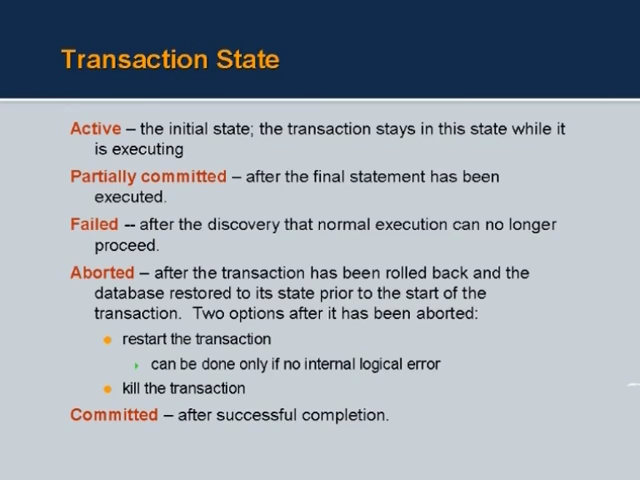 Transaction State
Active – the initial state; the transaction stays in this state while it
is executing
Partially committed – after the final statement has been
executed.
Failed -- after the discovery that normal execution can no longer
proceed.
Aborted – after the transaction has been rolled back and the
database restored to its state prior to the start of the
transaction. Two options after it has been aborted:
restart the transaction
can be done only if no internal logical error
kill the transaction
Committed – after successful completion.